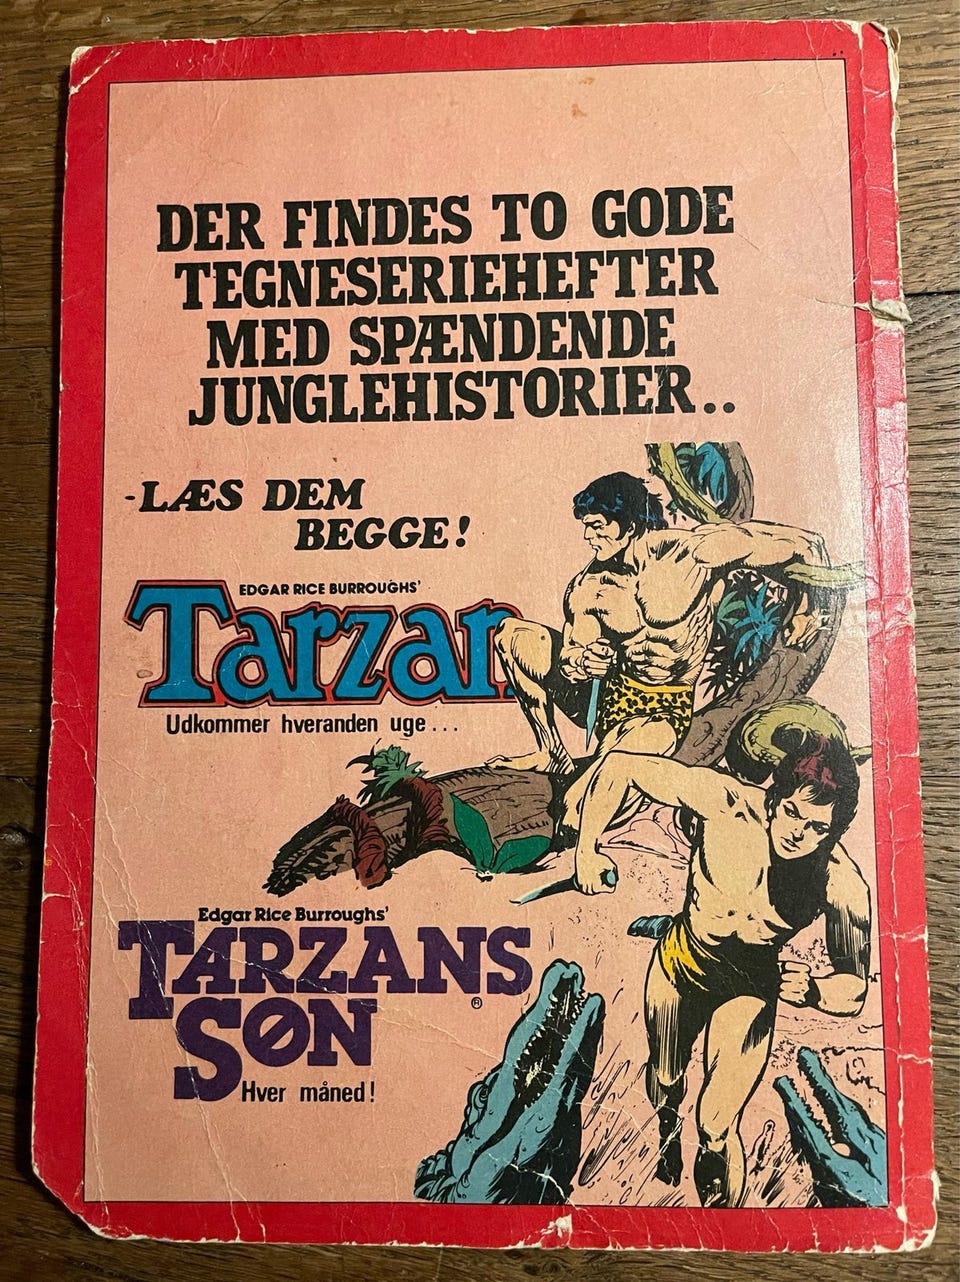 DER FINDES TO GODE
TEGNESERIEHEFTER
MED SPÆNDENDE
JUNGLEHISTORIER..
-LÆS DEM
BEGGE!
EDGAR RICE BURROUGHS'
Tarzan
Udkommer hveranden uge...
Edgar Rice Burroughs'
TARZANS
SØN ®
Hver måned!